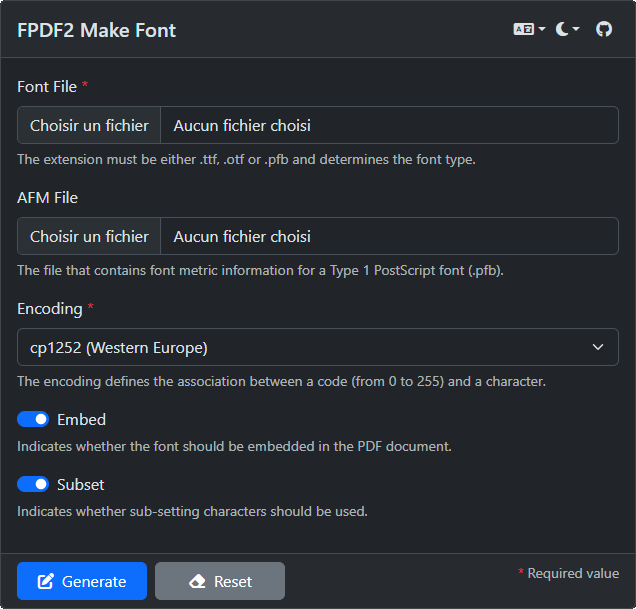 FPDF2 Make Font
Font File *
Choisir un fichier Aucun fichier choisi
The extension must be either .ttf, .otf or .pfb and determines the font type.
AFM File
Choisir un fichier Aucun fichier choisi
The file that contains font metric information for a Type 1 PostScript font (.pfb).
Encoding *
cp1252 (Western Europe)
The encoding defines the association between a code (from 0 to 255) and a character.
Embed
Indicates whether the font should be embedded in the PDF document.
Subset
Indicates whether sub-setting characters should be used.
Generate Reset * Required value